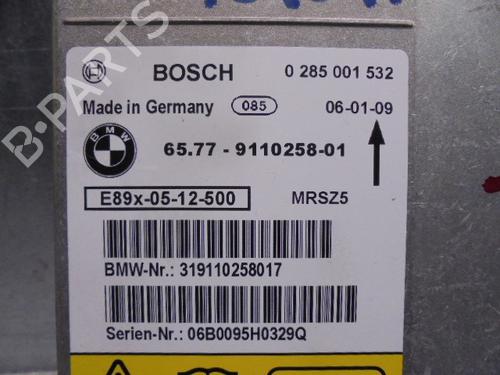 BOSCH 0 285 001 532
Made in Germany 085 06-01-09
BMW 65.77 - 9110258-01
E89x-05-12-500 MRSZ5
BMW-Nr.: 319110258017
Serien-Nr.: 06B0095H0329Q
B-PARTS